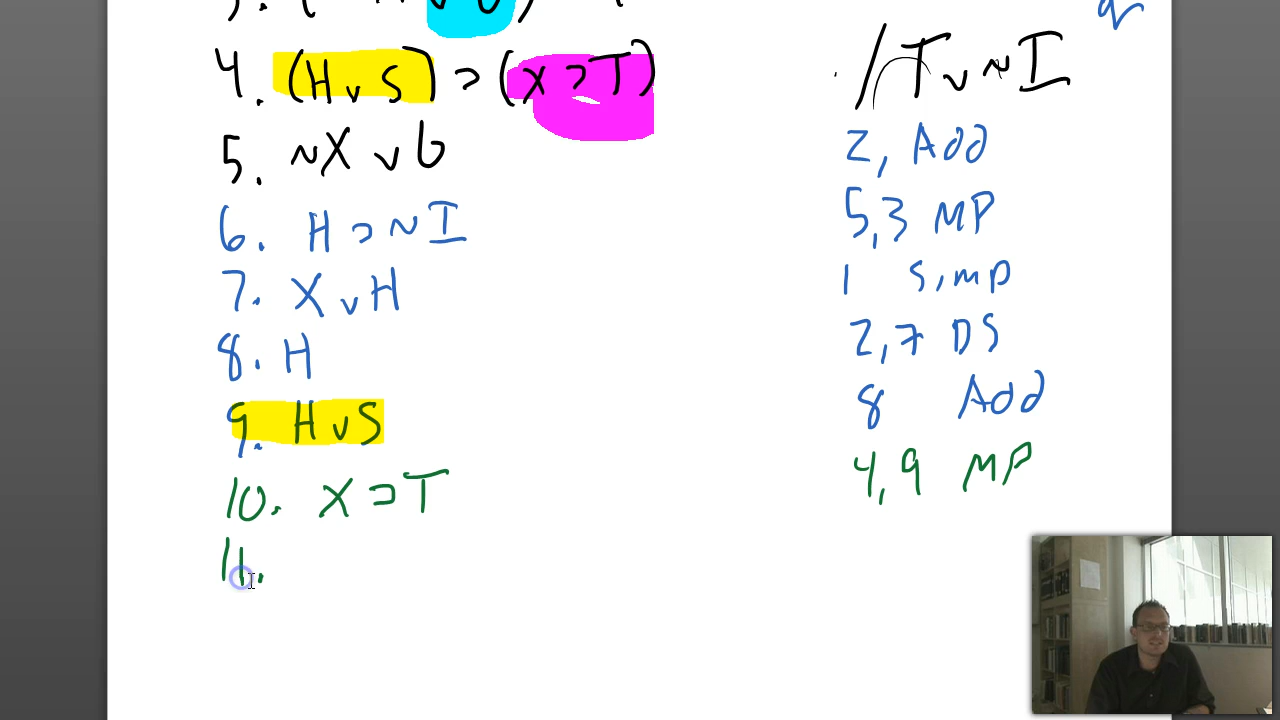 4. (H v S) ⊃ (X ⊃ T) / T v ~I
5. ~X v G 2, Add
6. H ⊃ ~I 5,3 MP
7. X v H 1 Simp
8. H 2,7 DS
9. H v S 8 Add
10. X ⊃ T 4,9 MP
11.